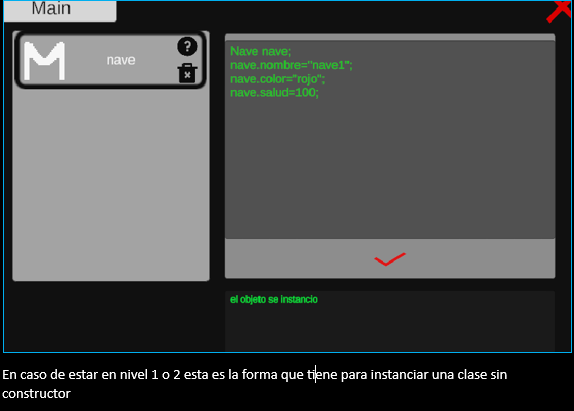 Main
M
nave
?
Nave nave;
nave.nombre="nave1";
nave.color="rojo";
nave.salud=100;
el objeto se instancio
En caso de estar en nivel 1 o 2 esta es la forma que tiene para instanciar una clase sin
constructor